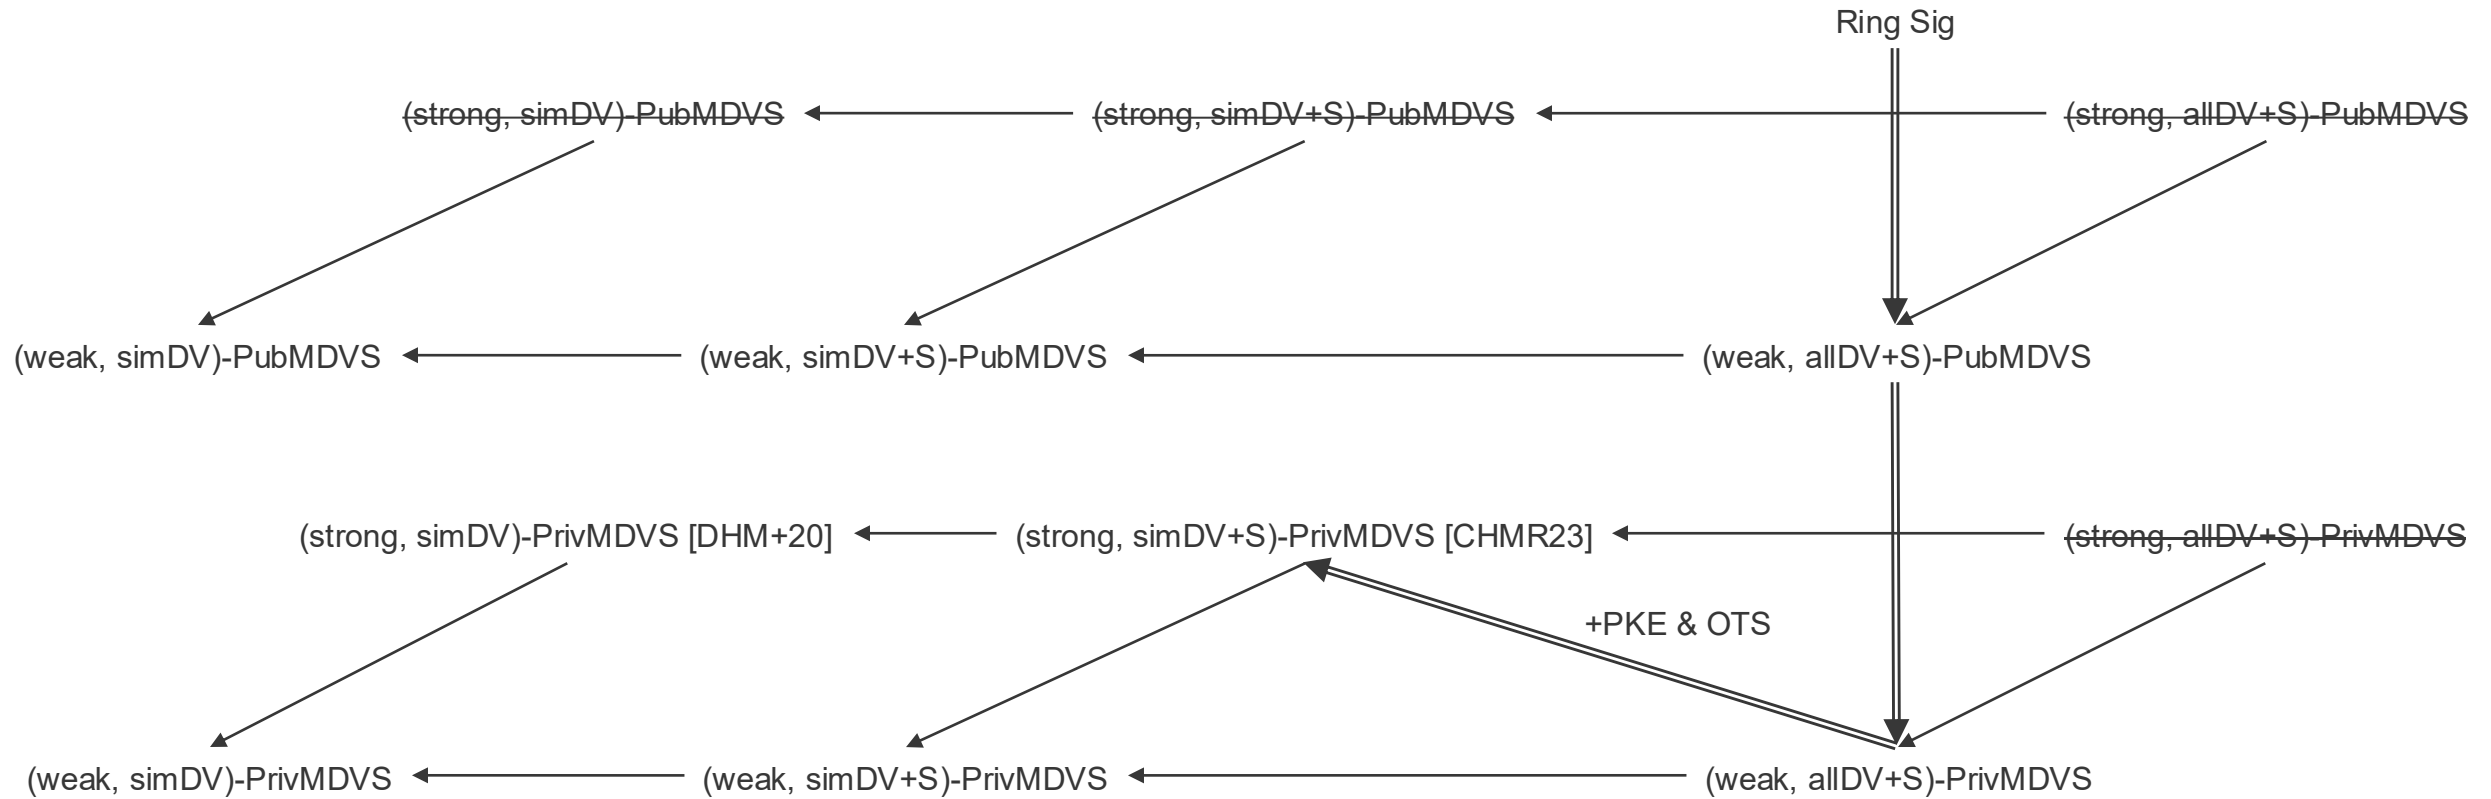 Ring Sig
(strong, simDV)-PubMDVS
(strong, simDV+S)-PubMDVS
(strong, allDV+S)-PubMDVS
(weak, simDV)-PubMDVS
(weak, simDV+S)-PubMDVS
(weak, allDV+S)-PubMDVS
(strong, simDV)-PrivMDVS [DHM+20]
(strong, simDV+S)-PrivMDVS [CHMR23]
(strong, allDV+S)-PrivMDVS
+PKE & OTS
(weak, simDV)-PrivMDVS
(weak, simDV+S)-PrivMDVS
(weak, allDV+S)-PrivMDVS